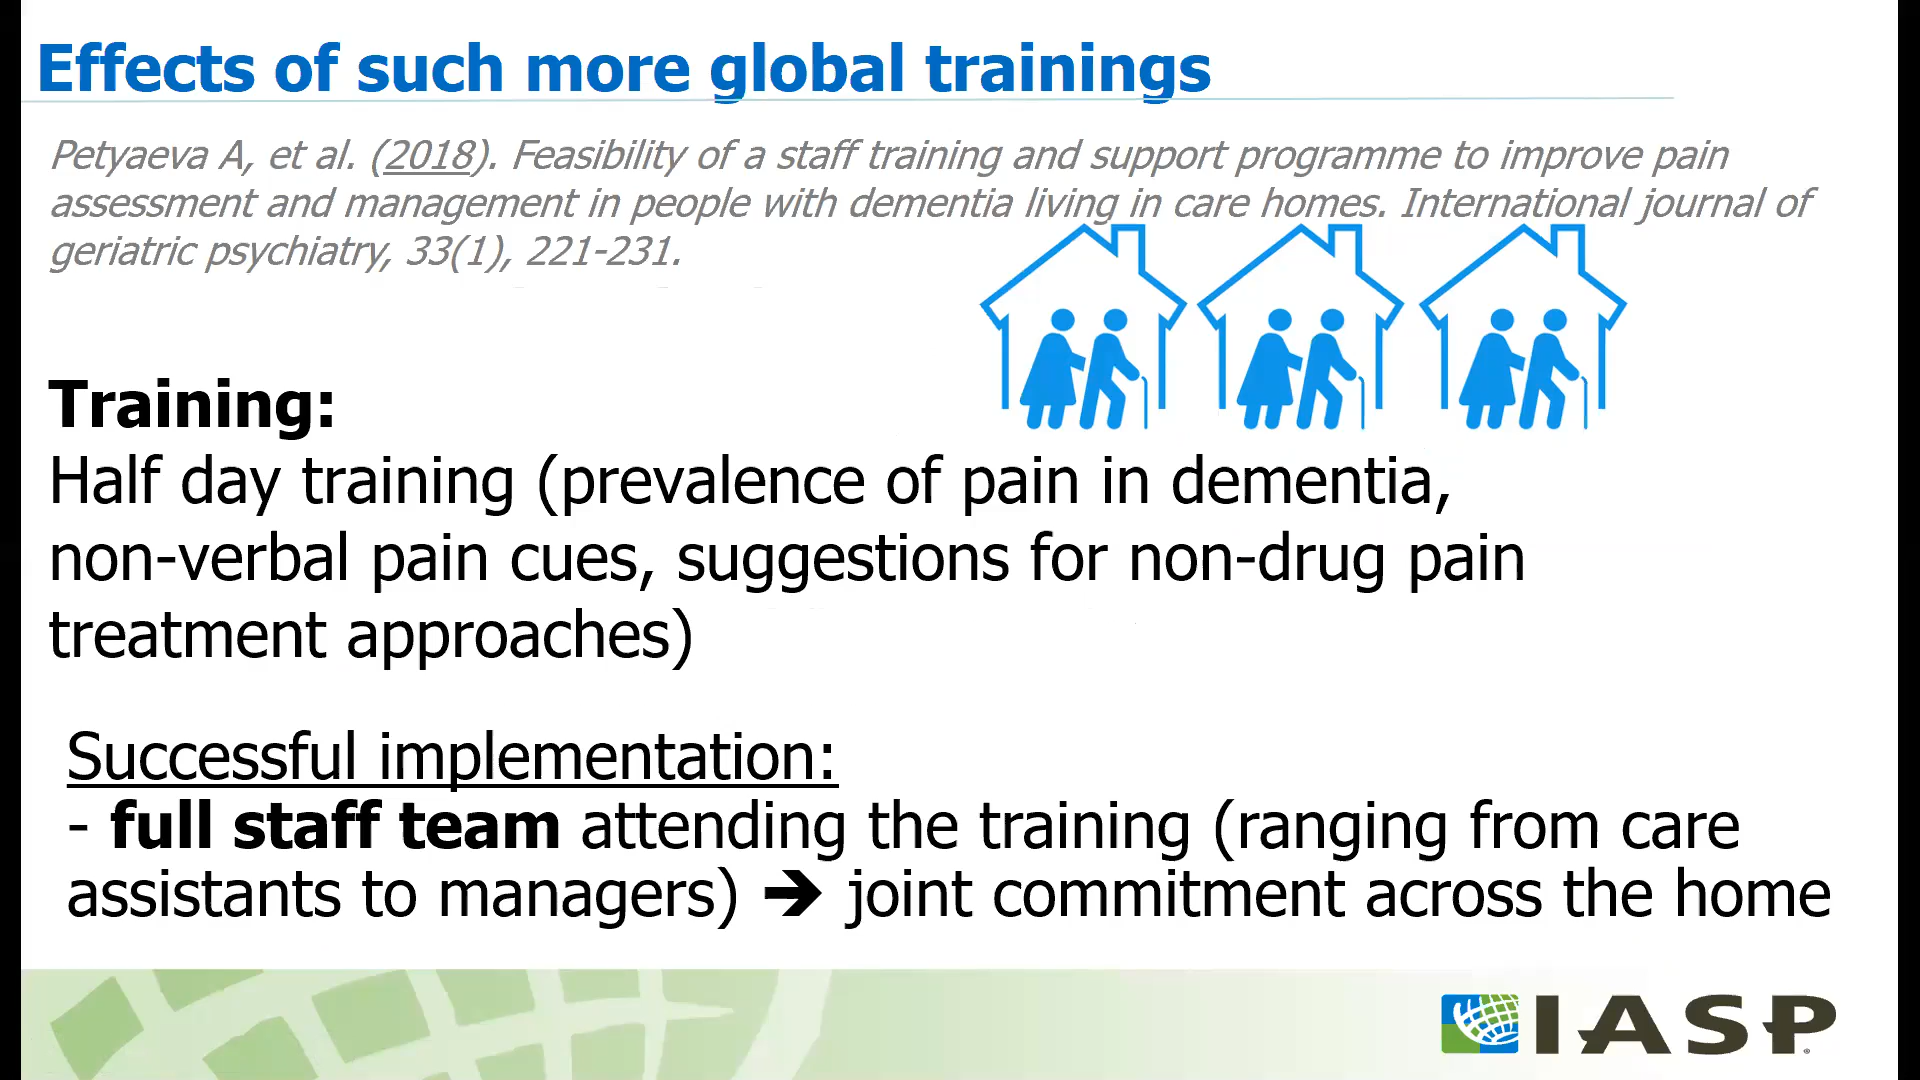 Effects of such more global trainings
Petyaeva A, et al. (2018). Feasibility of a staff training and support programme to improve pain
assessment and management in people with dementia living in care homes. International journal of
geriatric psychiatry, 33(1), 221-231.
Training:
Half day training (prevalence of pain in dementia,
non-verbal pain cues, suggestions for non-drug pain
treatment approaches)
Successful implementation:
- full staff team attending the training (ranging from care
assistants to managers) ➔ joint commitment across the home
IASP